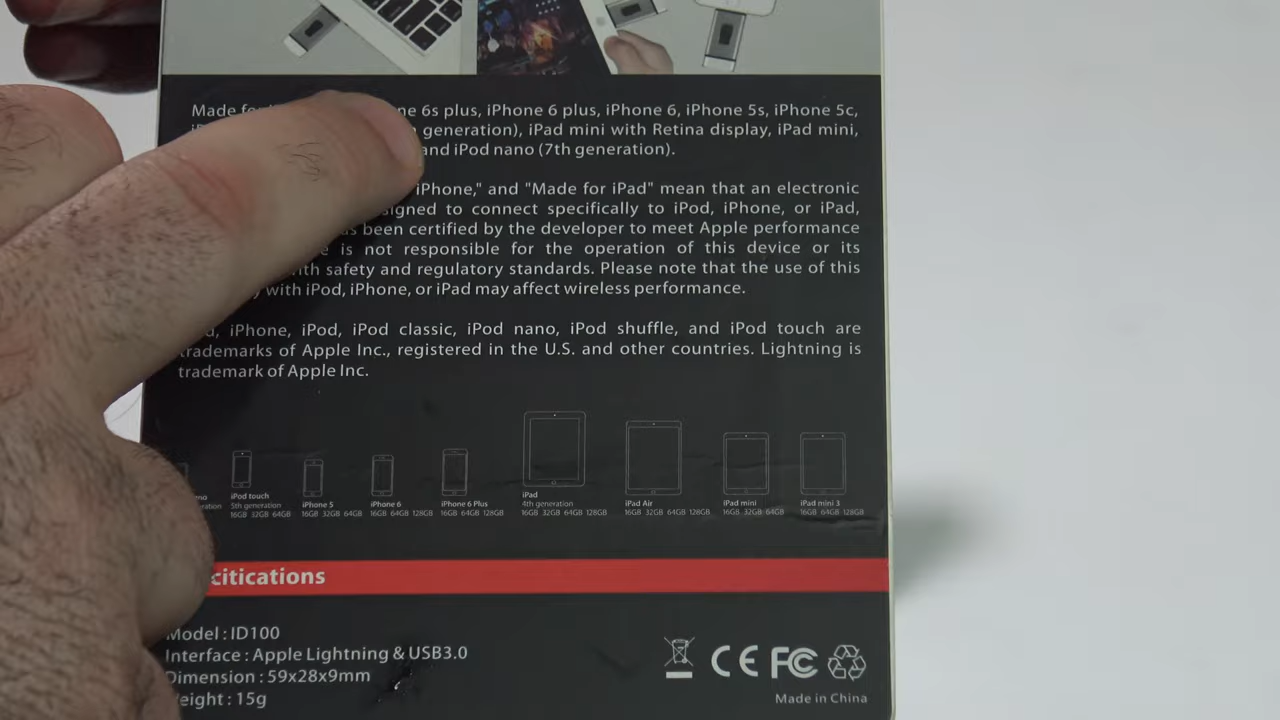 Made 6s plus, iPhone 6 plus, iPhone 6, iPhone 5s, iPhone 5c,
generation), iPad mini with Retina display, iPad mini,
and iPod nano (7th generation).
iPhone," and "Made for iPad" mean that an electronic
to connect specifically to iPod, iPhone, or iPad,
been certified by the developer to meet Apple performance
is not responsible for the operation of this device or its
safety and regulatory standards. Please note that the use of this
with iPod, iPhone, or iPad may affect wireless performance.
iPhone, iPod, iPod classic, iPod nano, iPod shuffle, and iPod touch are
trademarks of Apple Inc., registered in the U.S. and other countries. Lightning is
trademark of Apple Inc.
iPod touch
5th generation
16GB 32GB 64GB
iPhone 5
16GB 32GB 64GB
iPhone 6
16GB 64GB 128GB
iPhone 6 Plus
16GB 64GB 128GB
iPad
4th generation
16GB 32GB 64GB 128GB
iPad Air
16GB 32GB 64GB 128GB
iPad mini
16GB 32GB 64GB
iPad mini 3
16GB 64GB 128GB
citications
Model : ID100
Interface : Apple Lightning & USB3.0
Dimension : 59x28x9mm
Weight : 15g
CE FC
Made in China